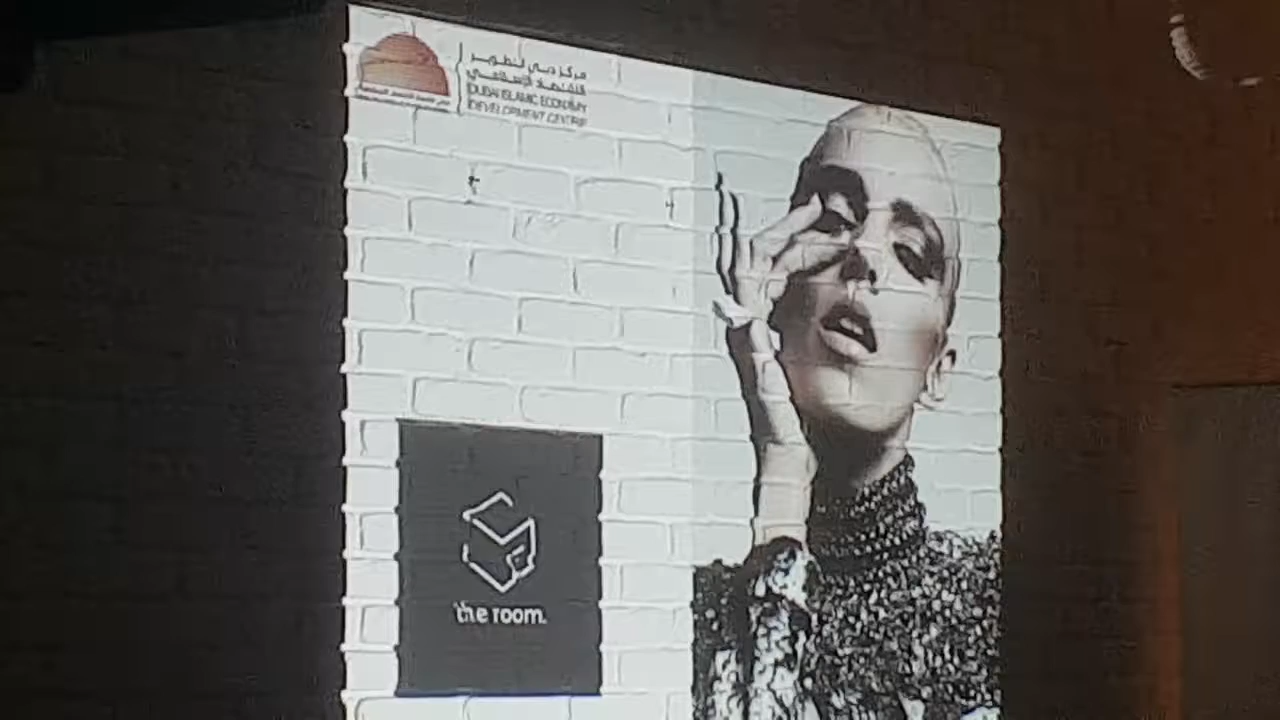 مركز دبي لتطوير
الاقتصاد الإسلامي
DUBAI ISLAMIC ECONOMY
DEVELOPMENT CENTRE
the room.